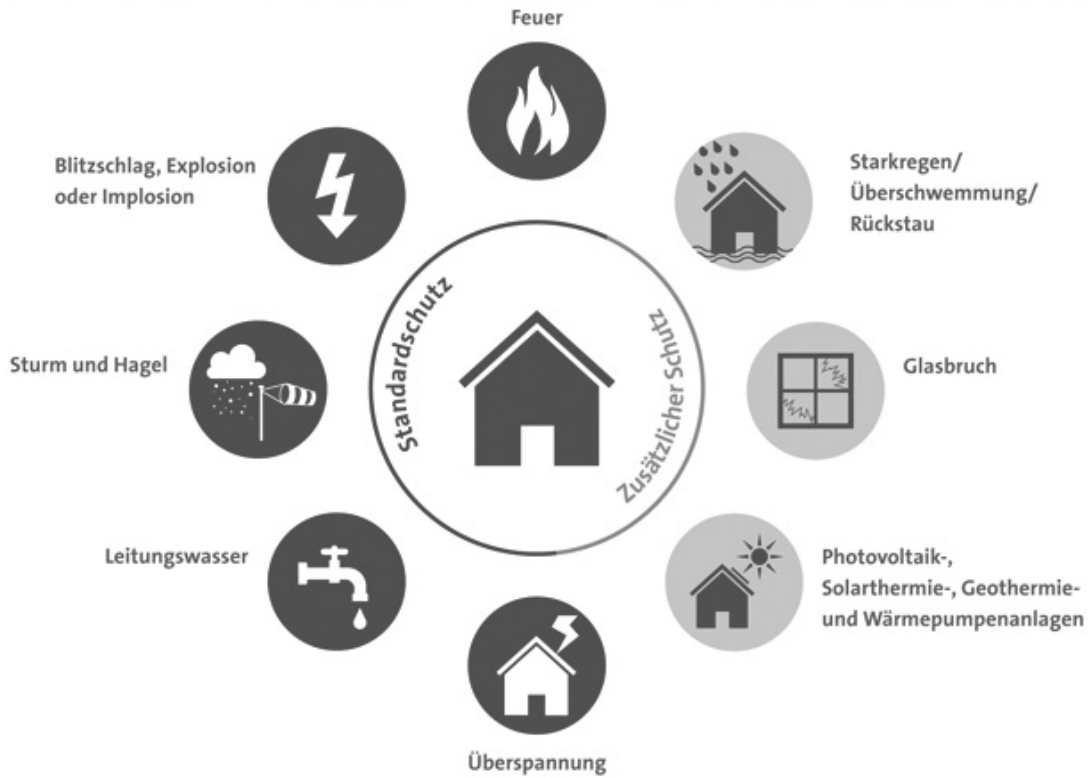 Feuer
Blitzschlag, Explosion
oder Implosion
Starkregen/
Überschwemmung/
Rückstau
Standardschutz
Zusätzlicher Schutz
Sturm und Hagel
Glasbruch
Leitungswasser
Photovoltaik-,
Solarthermie-, Geothermie-
und Wärmepumpenanlagen
Überspannung